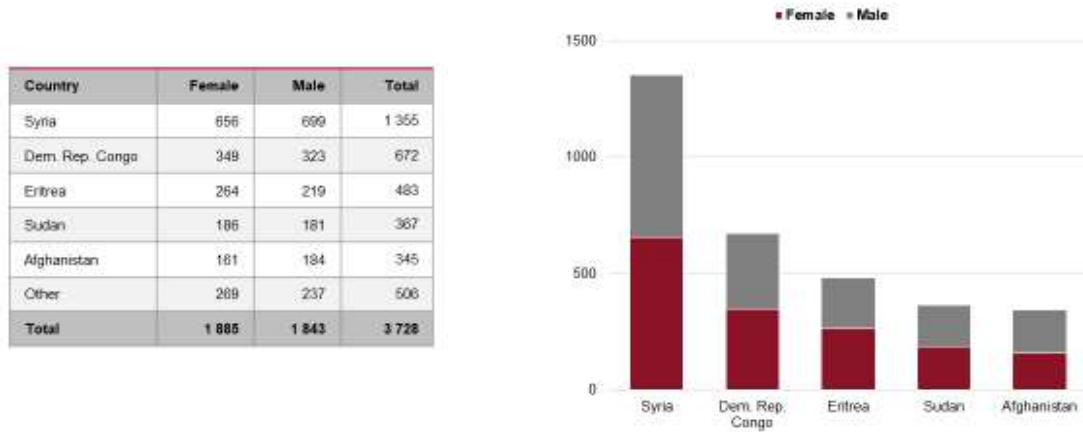 Country Female Male Total
Syria 656 699 1 355
Dem. Rep. Congo 349 323 672
Eritrea 264 219 483
Sudan 186 181 367
Afghanistan 161 184 345
Other 269 237 506
Total 1 885 1 843 3 728
Female Male
1500
1000
500
0
Syria Dem. Rep. Congo Eritrea Sudan Afghanistan